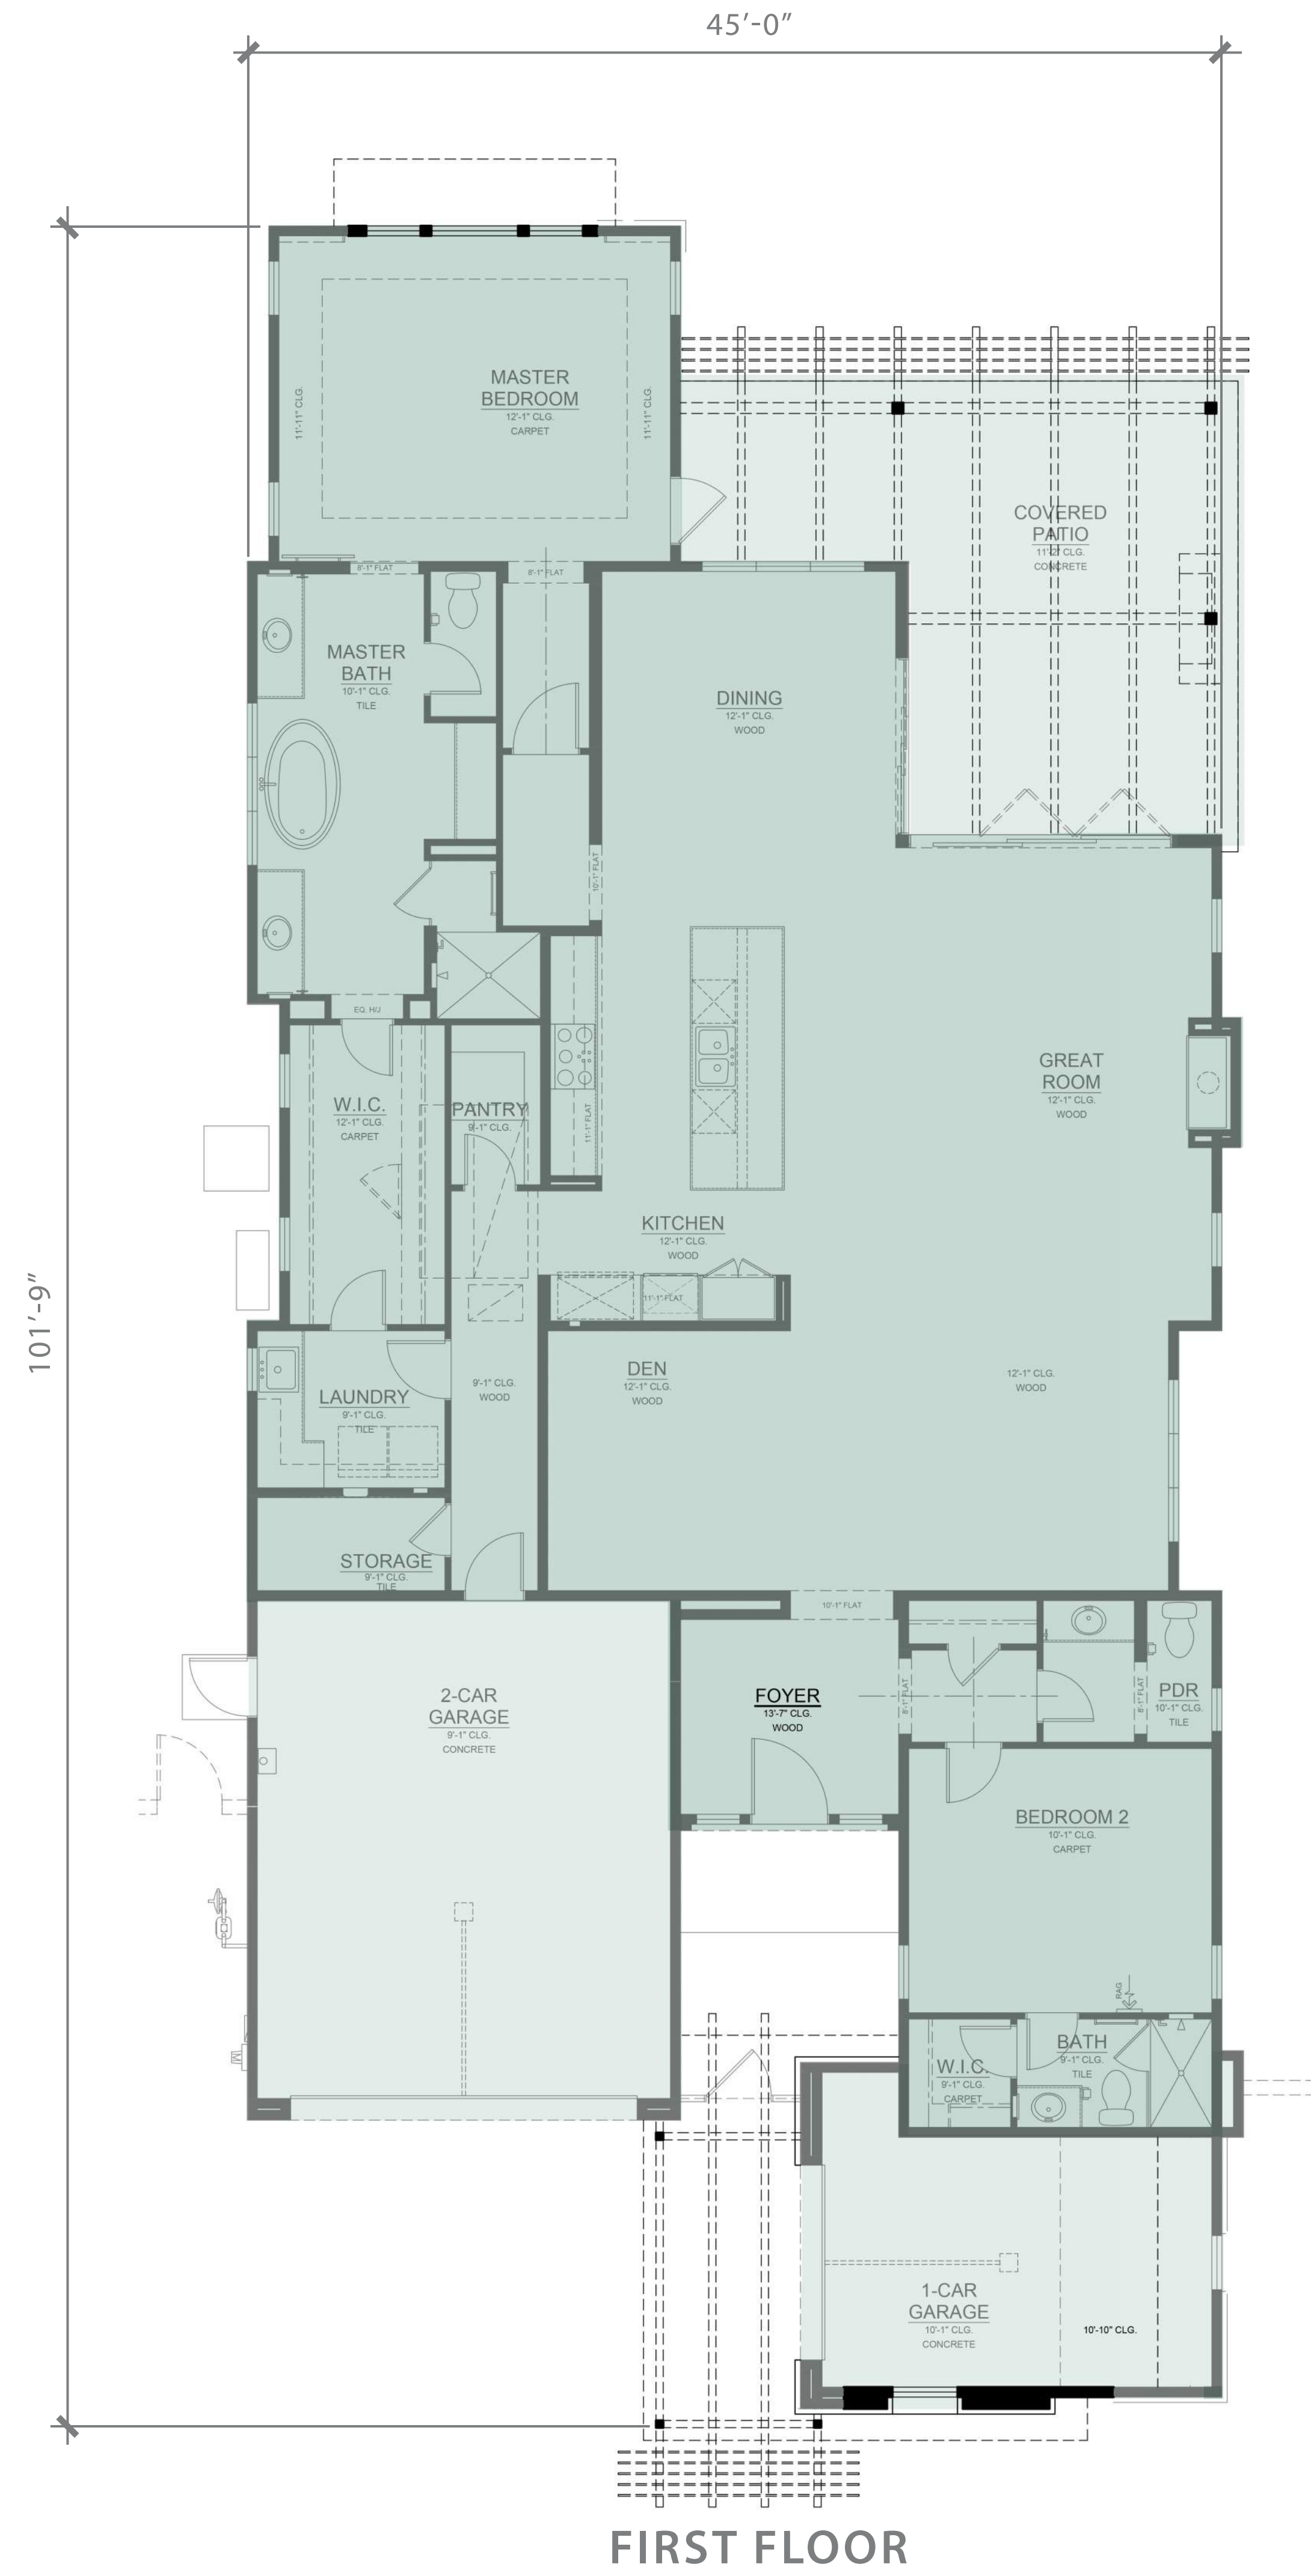 45'-0"
101'-9"
MASTER
BEDROOM
12'-1" CLG.
CARPET
11'-11" CLG.
11'-11" CLG.
COVERED
PATIO
11'-2" CLG.
CONCRETE
8'-1" FLAT
8'-1" FLAT
MASTER
BATH
10'-1" CLG.
TILE
DINING
12'-1" CLG.
WOOD
10'-1" FLAT
EQ. H/J
GREAT
ROOM
12'-1" CLG.
WOOD
W.I.C.
12'-1" CLG.
CARPET
PANTRY
9'-1" CLG.
11'-1" FLAT
KITCHEN
12'-1" CLG.
WOOD
11'-1" FLAT
DEN
12'-1" CLG.
WOOD
12'-1" CLG.
WOOD
9'-1" CLG.
WOOD
LAUNDRY
9'-1" CLG.
TILE
STORAGE
9'-1" CLG.
TILE
10'-1" FLAT
2-CAR
GARAGE
9'-1" CLG.
CONCRETE
FOYER
13'-7" CLG.
WOOD
8'-1" FLAT
8'-1" FLAT
PDR
10'-1" CLG.
TILE
BEDROOM 2
10'-1" CLG.
CARPET
RAG
BATH
9'-1" CLG.
TILE
W.I.C.
9'-1" CLG.
CARPET
M
1-CAR
GARAGE
10'-1" CLG.
CONCRETE
10'-10" CLG.
FIRST FLOOR